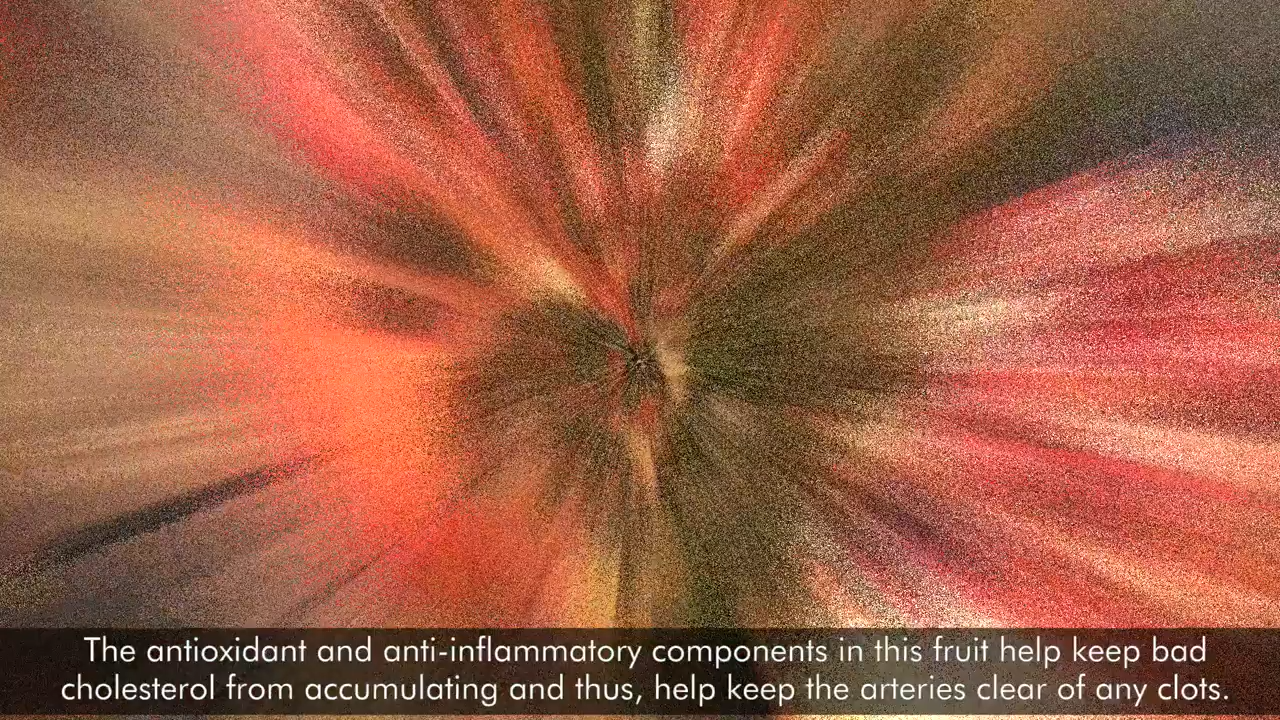 The antioxidant and anti-inflammatory components in this fruit help keep bad
cholesterol from accumulating and thus, help keep the arteries clear of any clots.